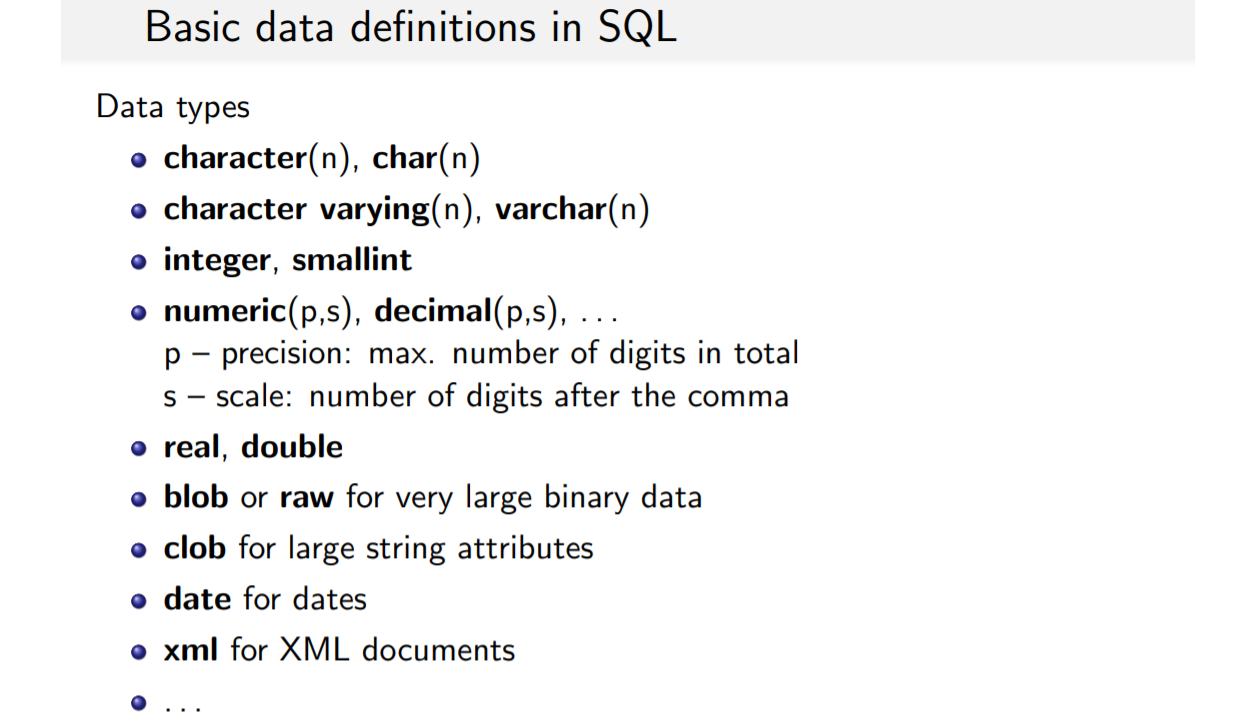 Basic data definitions in SQL
Data types
character(n), char(n)
character varying(n), varchar(n)
integer, smallint
numeric(p,s), decimal(p,s), ...
p – precision: max. number of digits in total
s – scale: number of digits after the comma
real, double
blob or raw for very large binary data
clob for large string attributes
date for dates
xml for XML documents
...